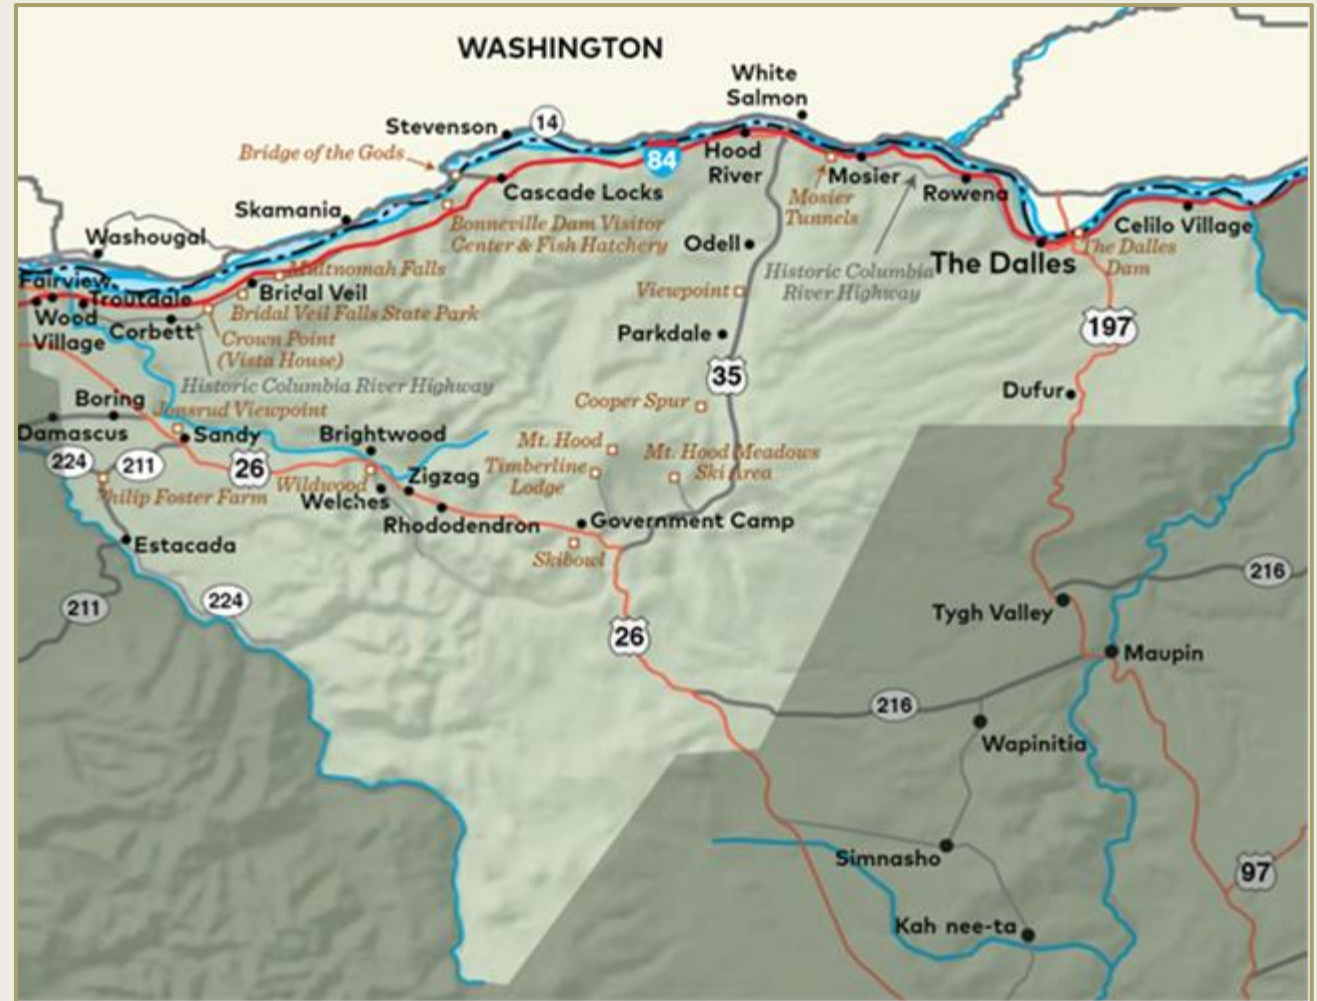 WASHINGTON
White
Salmon
Stevenson
14
Bridge of the Gods
84
Hood
River
Mosier
Cascade Locks
Mosier
Tunnels
Rowena
Skamania
Bonneville Dam Visitor
Center & Fish Hatchery
Celilo Village
Washougal
Odell
The Dalles
The Dalles
Dam
Historic Columbia
River Highway
Multnomah Falls
Fairview
Troutdale
Bridal Veil
Viewpoint
Wood
Village
Corbett
Bridal Veil Falls State Park
Crown Point
(Vista House)
Parkdale
197
35
Historic Columbia River Highway
Dufur
Boring
Jonsrud Viewpoint
Cooper Spur
Damascus
Sandy
Brightwood
Mt. Hood
Mt. Hood Meadows
Ski Area
224
211
26
Wildwood
Zigzag
Timberline
Lodge
Philip Foster Farm
Welches
Rhododendron
Government Camp
Estacada
Skibowl
216
211
224
Tygh Valley
26
Maupin
216
Wapinitia
Simnasho
97
Kah nee-ta